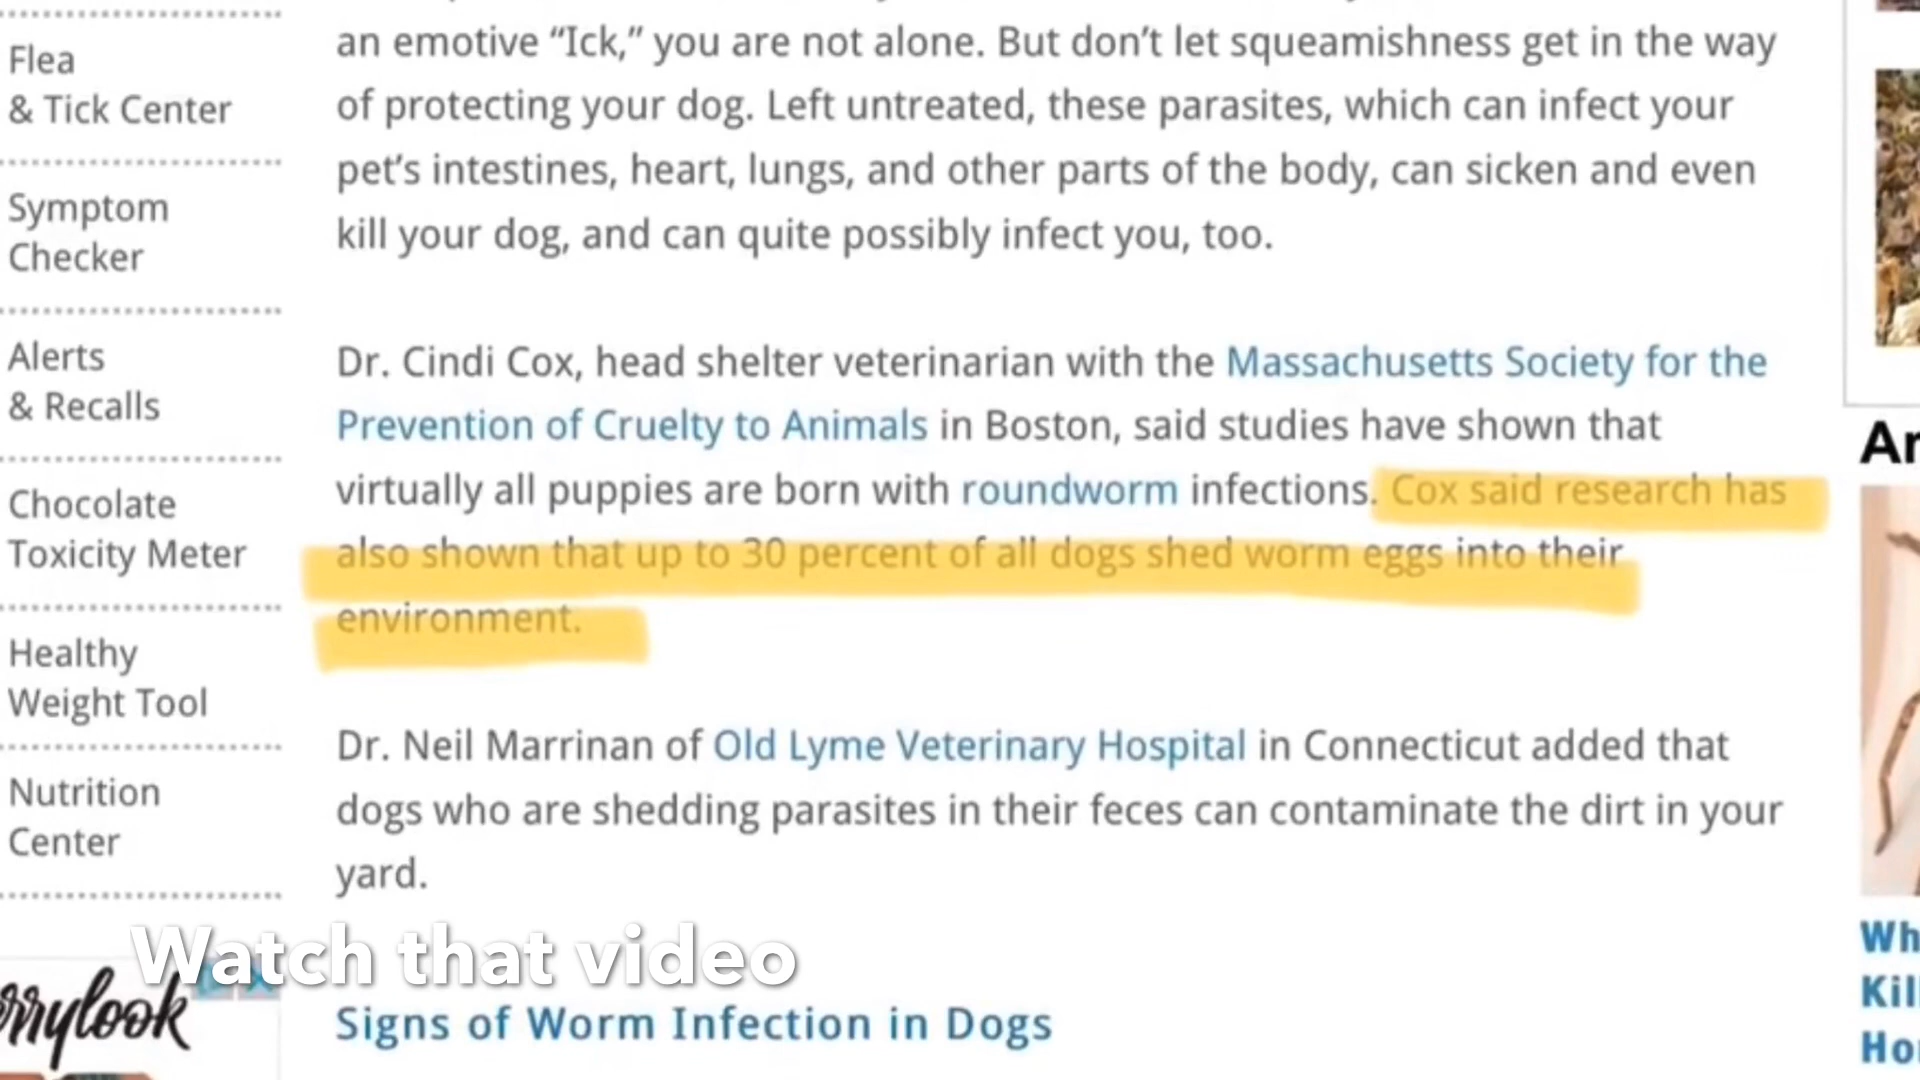 Flea
& Tick Center
Symptom
Checker
Alerts
& Recalls
Chocolate
Toxicity Meter
Healthy
Weight Tool
Nutrition
Center
an emotive “Ick,” you are not alone. But don’t let squeamishness get in the way
of protecting your dog. Left untreated, these parasites, which can infect your
pet’s intestines, heart, lungs, and other parts of the body, can sicken and even
kill your dog, and can quite possibly infect you, too.
Dr. Cindi Cox, head shelter veterinarian with the Massachusetts Society for the
Prevention of Cruelty to Animals in Boston, said studies have shown that
virtually all puppies are born with roundworm infections. Cox said research has
also shown that up to 30 percent of all dogs shed worm eggs into their
environment.
Dr. Neil Marrinan of Old Lyme Veterinary Hospital in Connecticut added that
dogs who are shedding parasites in their feces can contaminate the dirt in your
yard.
Signs of Worm Infection in Dogs
Watch that video